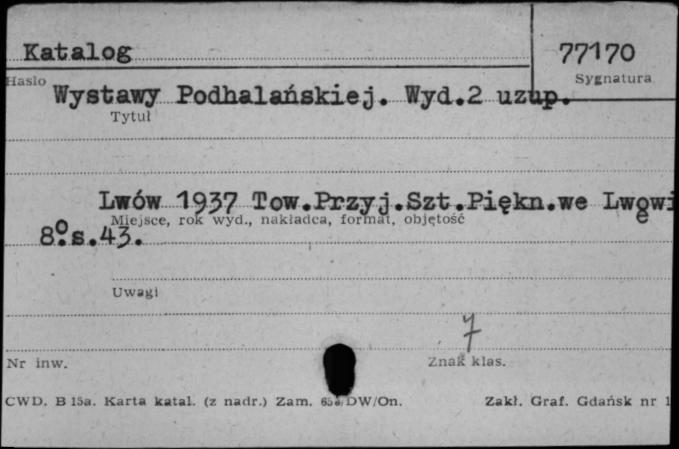 Katalog 77170
Hasło Sygnatura
Wystawy Podhalańskiej. Wyd.2 uzup.
Tytuł
Lwów 1937 Tow.Przyj.Szt.Piękn.we Lwowi
e
Miejsce, rok wyd., nakładca, format, objętość
8.º s.43.
Uwagi
7
Nr inw. Znak klas.
CWD. B 15a. Karta katal. (z nadr.) Zam. DW/On. Zakł. Graf. Gdańsk nr 1